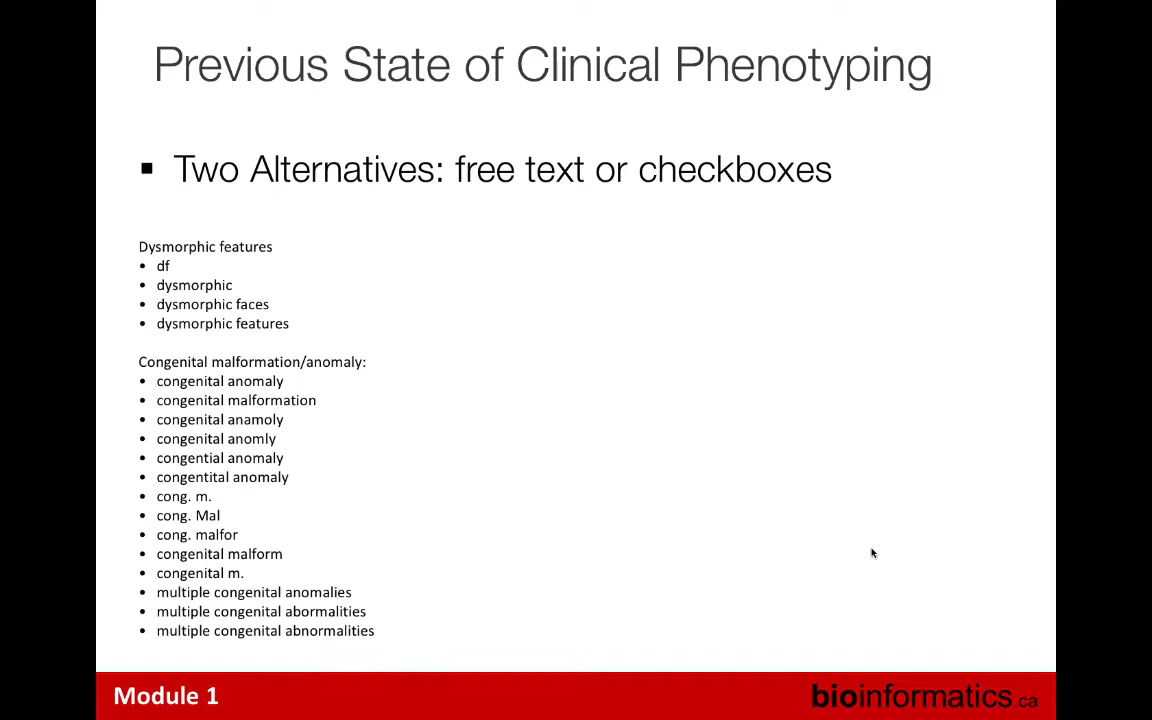 Previous State of Clinical Phenotyping
▪ Two Alternatives: free text or checkboxes
Dysmorphic features
• df
• dysmorphic
• dysmorphic faces
• dysmorphic features
Congenital malformation/anomaly:
• congenital anomaly
• congenital malformation
• congenital anamoly
• congenital anomly
• congential anomaly
• congentital anomaly
• cong. m.
• cong. Mal
• cong. malfor
• congenital malform
• congenital m.
• multiple congenital anomalies
• multiple congenital abormalities
• multiple congenital abnormalities
Module 1
bioinformatics.ca